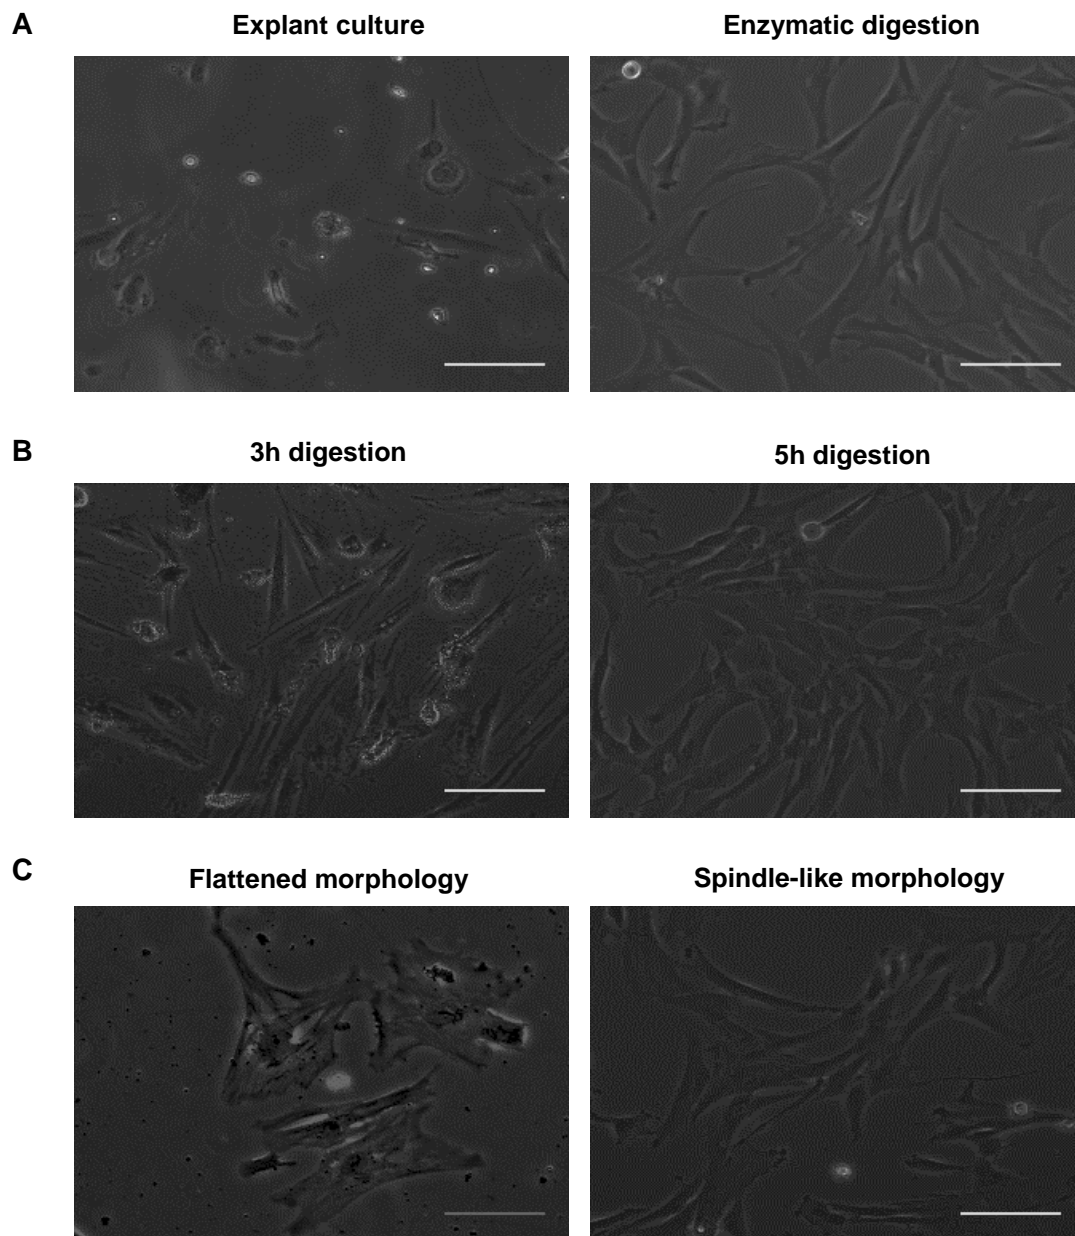 A
Explant culture
Enzymatic digestion
B
3h digestion
5h digestion
C
Flattened morphology
Spindle-like morphology